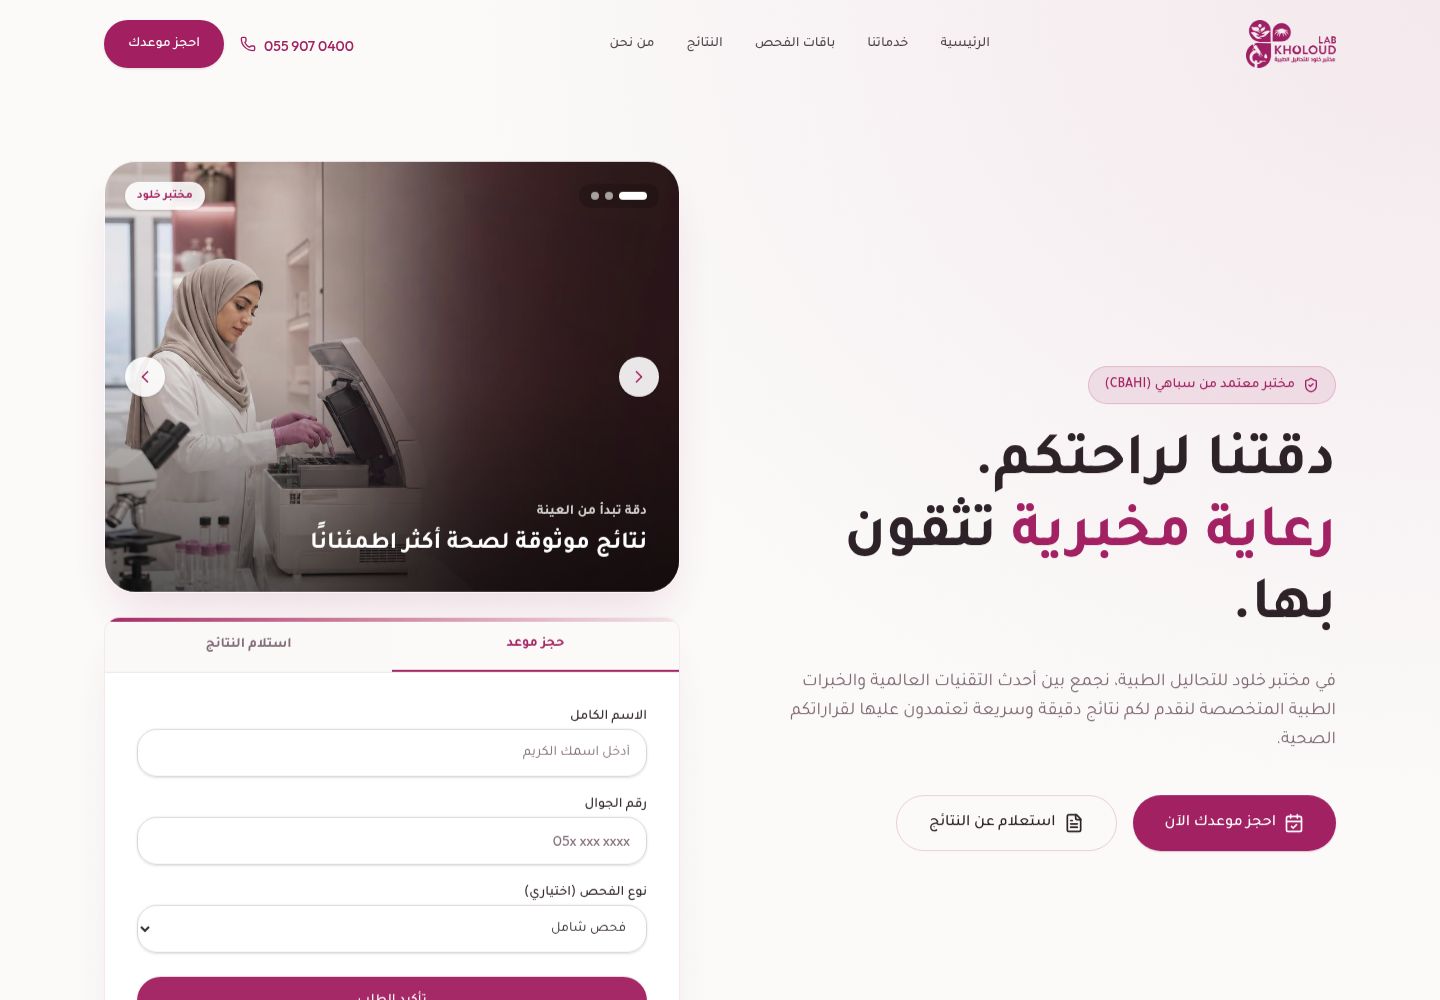 LAB
KHOLOUD
مختبر خلود للتحاليل الطبية
الرئيسية
خدماتنا
باقات الفحص
النتائج
من نحن
055 907 0400
احجز موعدك
مختبر معتمد من سباهي (CBAHI)
دقتنا لراحتكم.
رعاية مخبرية تثقون
بها.
في مختبر خلود للتحاليل الطبية، نجمع بين أحدث التقنيات العالمية والخبرات
الطبية المتخصصة لنقدم لكم نتائج دقيقة وسريعة تعتمدون عليها لقراراتكم
الصحية.
احجز موعدك الآن
استعلام عن النتائج
مختبر خلود
دقة تبدأ من العينة
نتائج موثوقة لصحة أكثر اطمئنانًا
حجز موعد
استلام النتائج
الاسم الكامل
أدخل اسمك الكريم
رقم الجوال
05x xxx xxxx
نوع الفحص (اختياري)
فحص شامل
تأكيد الطلب